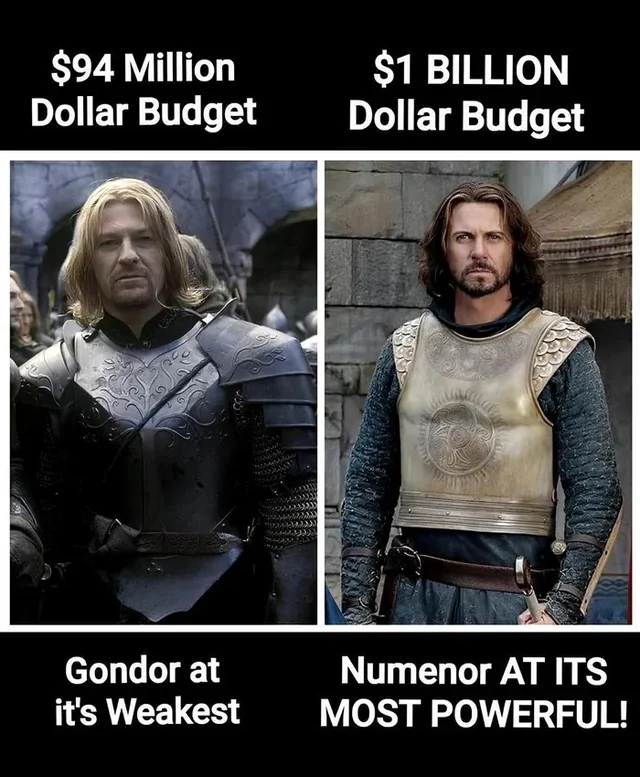 $94 Million
Dollar Budget
$1 BILLION
Dollar Budget
Gondor at
it's Weakest
Numenor AT ITS
MOST POWERFUL!